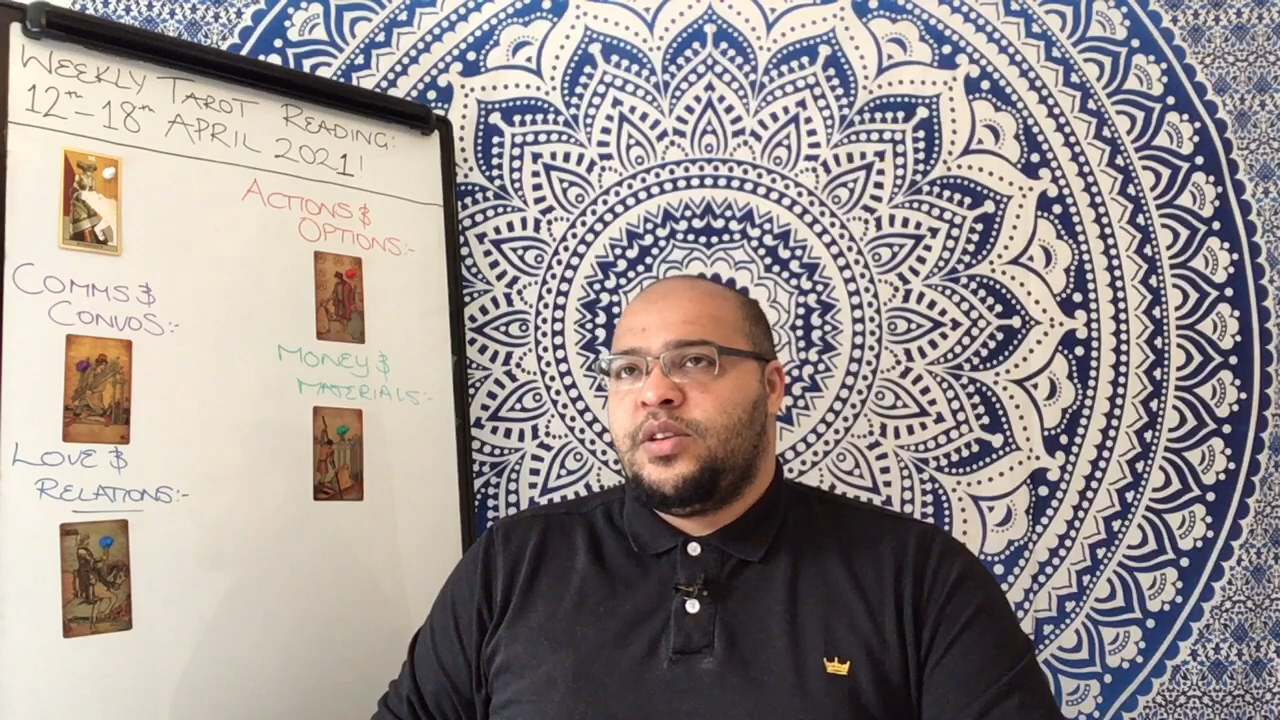 WEEKLY TAROT READING:
12TH-18TH APRIL 2021!
ACTIONS &
OPTIONS:-
COMMS &
CONVOS:-
MONEY &
MATERIALS:-
LOVE &
RELATIONS:-